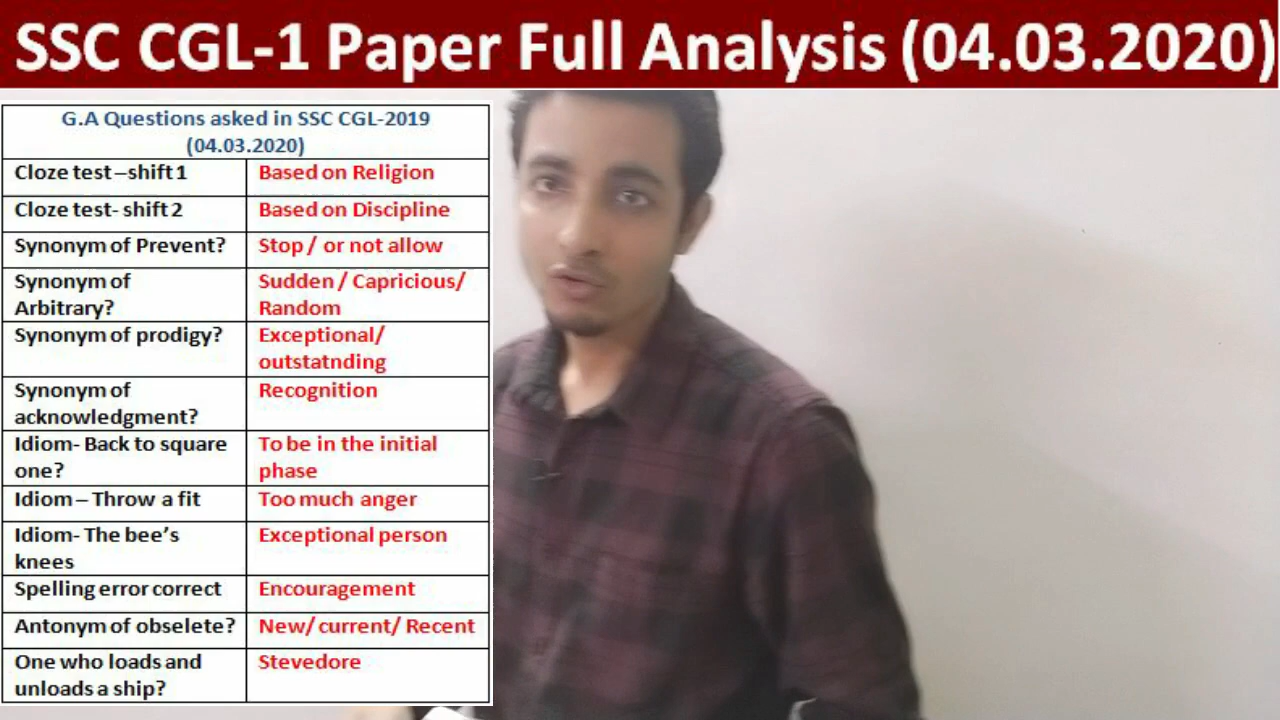 SSC CGL-1 Paper Full Analysis (04.03.2020)
G.A Questions asked in SSC CGL-2019
(04.03.2020)
Cloze test –shift 1
Based on Religion
Cloze test- shift 2
Based on Discipline
Synonym of Prevent?
Stop / or not allow
Synonym of
Arbitrary?
Sudden / Capricious/
Random
Synonym of prodigy?
Exceptional/
outstatnding
Synonym of
acknowledgment?
Recognition
Idiom- Back to square
one?
To be in the initial
phase
Idiom – Throw a fit
Too much anger
Idiom- The bee's
knees
Exceptional person
Spelling error correct
Encouragement
Antonym of obselete?
New/ current/ Recent
One who loads and
unloads a ship?
Stevedore